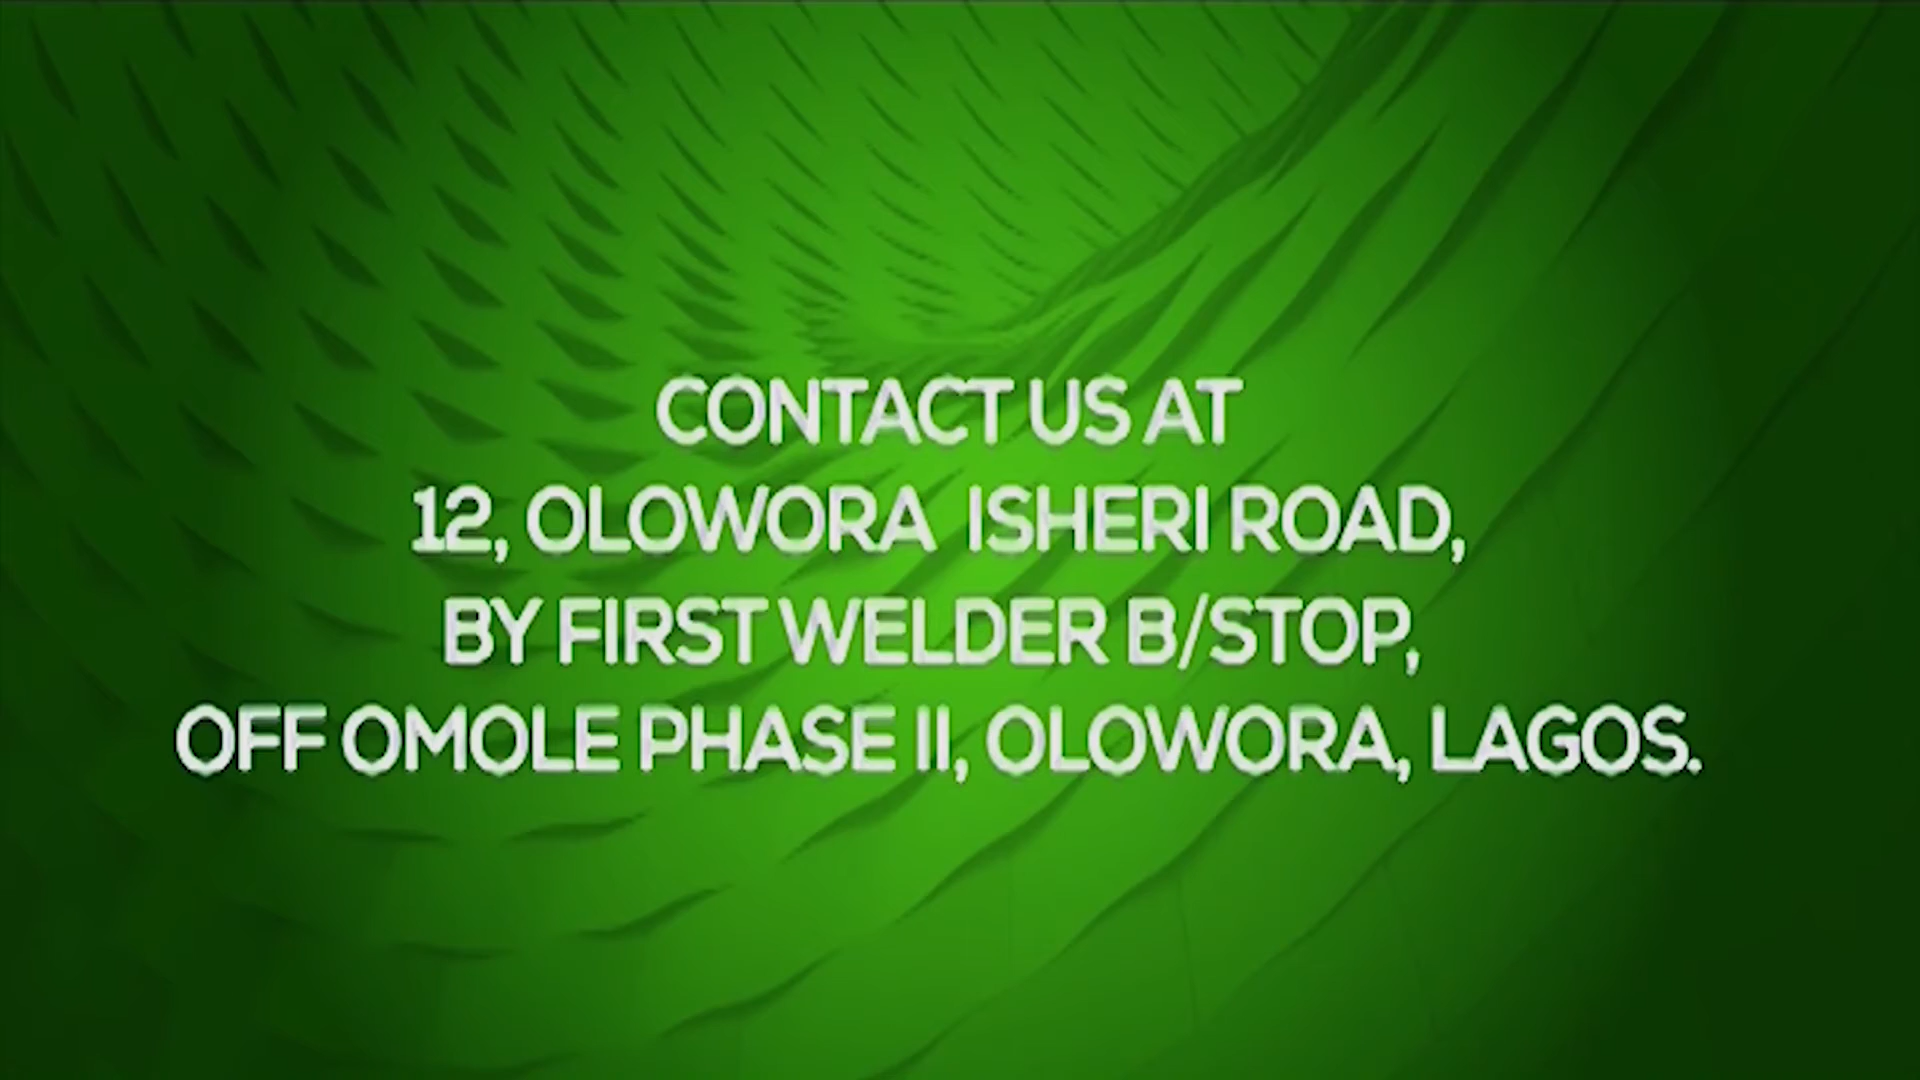 CONTACT US AT
12, OLOWORA ISHERI ROAD,
BY FIRST WELDER B/STOP,
OFF OMOLE PHASE II, OLOWORA, LAGOS.